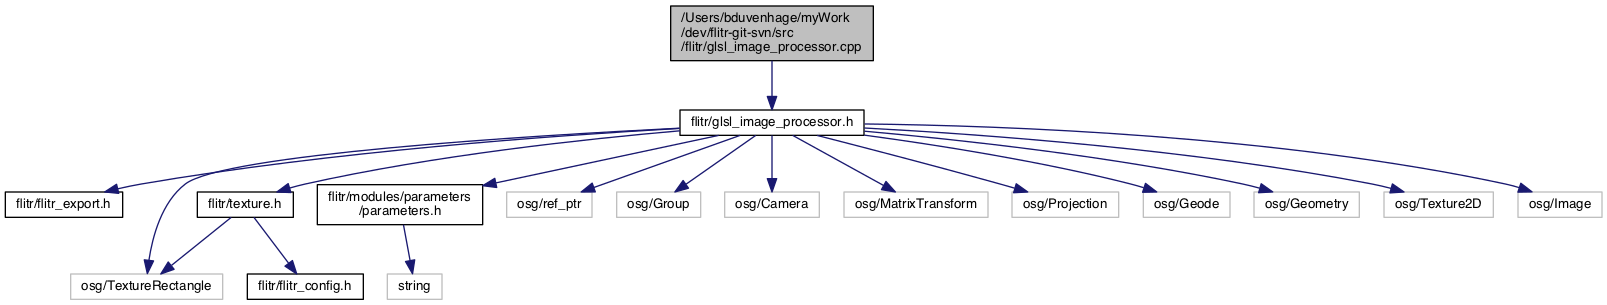 /Users/bduvenhage/myWork
/dev/flitr-git-svn/src
/flitr/glsl_image_processor.cpp
flitr/glsl_image_processor.h
flitr/flitr_export.h
flitr/texture.h
flitr/modules/parameters
/parameters.h
osg/ref_ptr
osg/Group
osg/Camera
osg/MatrixTransform
osg/Projection
osg/Geode
osg/Geometry
osg/Texture2D
osg/Image
osg/TextureRectangle
flitr/flitr_config.h
string